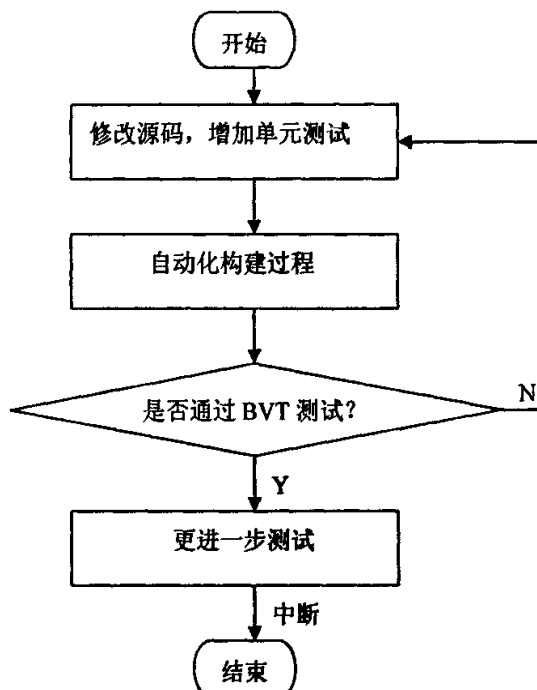 开始
修改源码，增加单元测试
自动化构建过程
是否通过 BVT 测试？
N
Y
更进一步测试
中断
结束